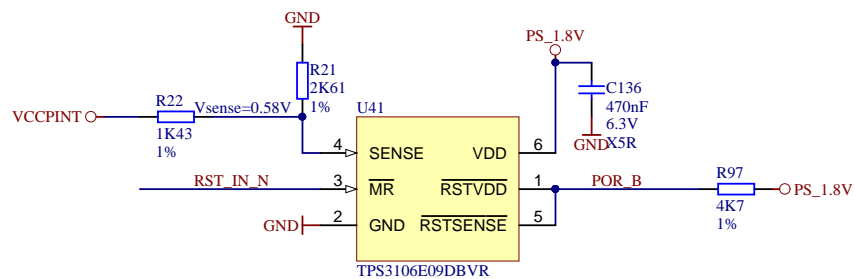 GND
PS_1.8V
R21
2K61
1%
C136
470nF
6.3V
X5R
GND
R22
1K43
1%
VCCPINT
Vsense=0.58V
U41
4
SENSE
VDD
6
RST_IN_N
3
MR
RSTVDD
1
POR_B
R97
4K7
1%
PS_1.8V
GND
2
GND
RSTSENSE
5
TPS3106E09DBVR